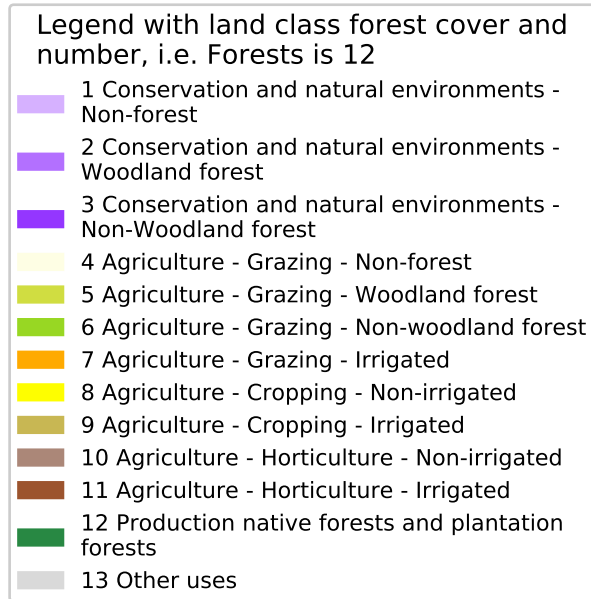 Legend with land class forest cover and
number, i.e. Forests is 12
1 Conservation and natural environments -
Non-forest
2 Conservation and natural environments -
Woodland forest
3 Conservation and natural environments -
Non-Woodland forest
4 Agriculture - Grazing - Non-forest
5 Agriculture - Grazing - Woodland forest
6 Agriculture - Grazing - Non-woodland forest
7 Agriculture - Grazing - Irrigated
8 Agriculture - Cropping - Non-irrigated
9 Agriculture - Cropping - Irrigated
10 Agriculture - Horticulture - Non-irrigated
11 Agriculture - Horticulture - Irrigated
12 Production native forests and plantation
forests
13 Other uses